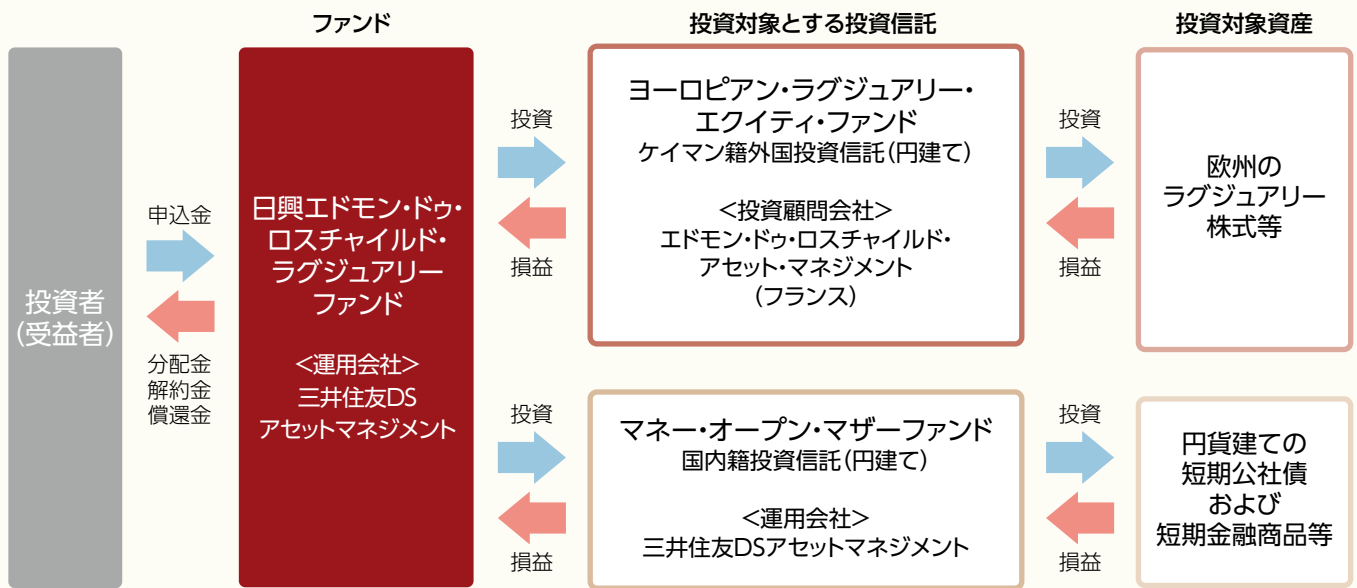 ファンド
投資対象とする投資信託
投資対象資産
投資者
(受益者)
申込金
分配金
解約金
償還金
日興エドモン・ドゥ・
ロスチャイルド・
ラグジュアリー
ファンド
<運用会社>
三井住友DS
アセットマネジメント
投資
損益
ヨーロピアン・ラグジュアリー・
エクイティ・ファンド
ケイマン籍外国投資信託(円建て)
<投資顧問会社>
エドモン・ドゥ・ロスチャイルド・
アセット・マネジメント
(フランス)
投資
損益
欧州の
ラグジュアリー
株式等
投資
損益
マネー・オープン・マザーファンド
国内籍投資信託(円建て)
<運用会社>
三井住友DSアセットマネジメント
投資
損益
円貨建ての
短期公社債
および
短期金融商品等